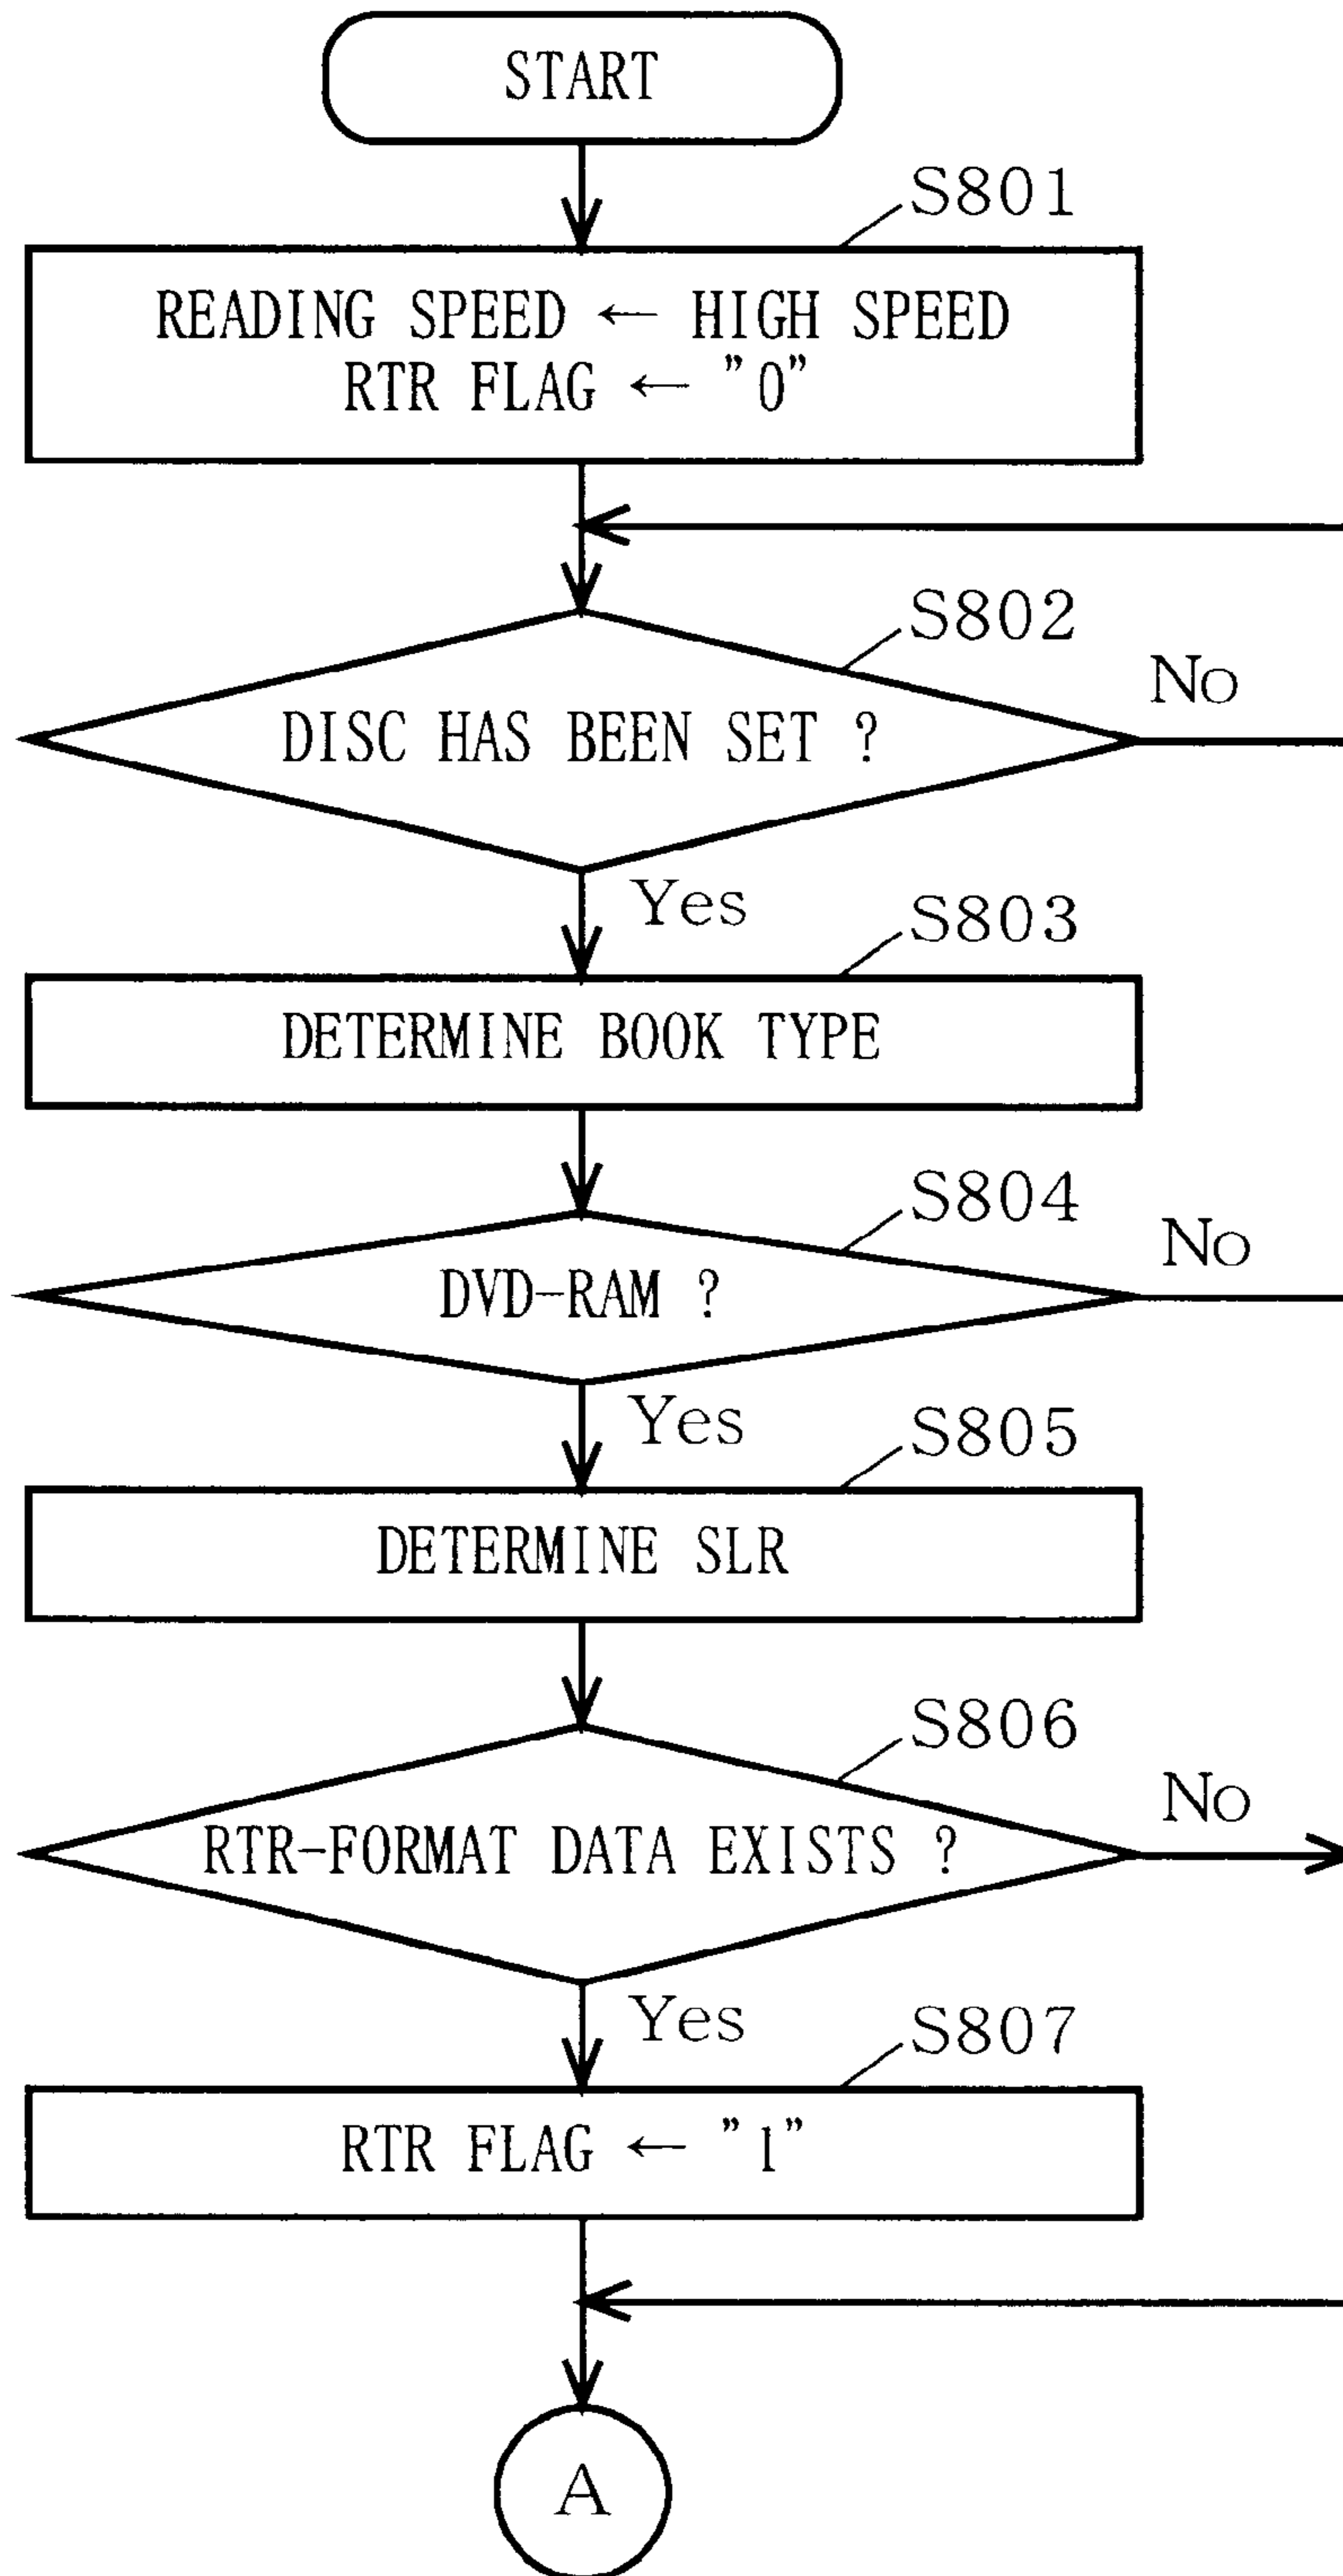 START
S801
READING SPEED ← HIGH SPEED
RTR FLAG ← "0"
S802
DISC HAS BEEN SET ?
No
Yes
S803
DETERMINE BOOK TYPE
S804
DVD-RAM ?
No
Yes
S805
DETERMINE SLR
S806
RTR-FORMAT DATA EXISTS ?
No
Yes
S807
RTR FLAG ← "1"
A